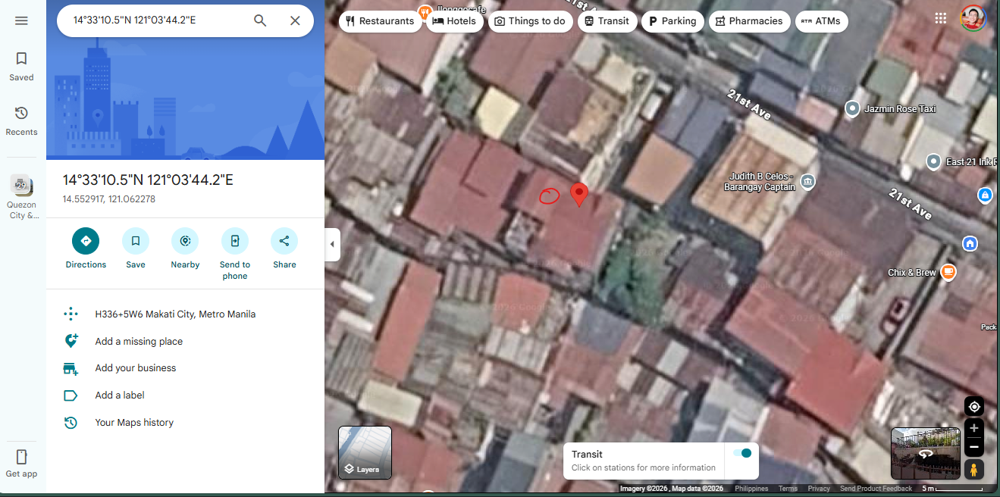 14°33'10.5"N 121°03'44.2"E
Saved
Recents
29
Quezon
City &...
Get app
14°33'10.5"N 121°03'44.2"E
14.552917, 121.062278
Directions
Save
Nearby
Send to
phone
Share
H336+5W6 Makati City, Metro Manila
Add a missing place
Add your business
Add a label
Your Maps history
Ilonggocafe
21st A
Restaurants
Hotels
Things to do
Transit
Parking
Pharmacies
ATM ATMs
21st Ave
Jazmin Rose Taxi
East 21 Ink
Judith B Celos -
Barangay Captain
21st Ave
Chix & Brew
Pack
Layers
Transit
Click on stations for more information
Imagery ©2026 , Map data ©2026 Philippines Terms Privacy Send Product Feedback 5 m